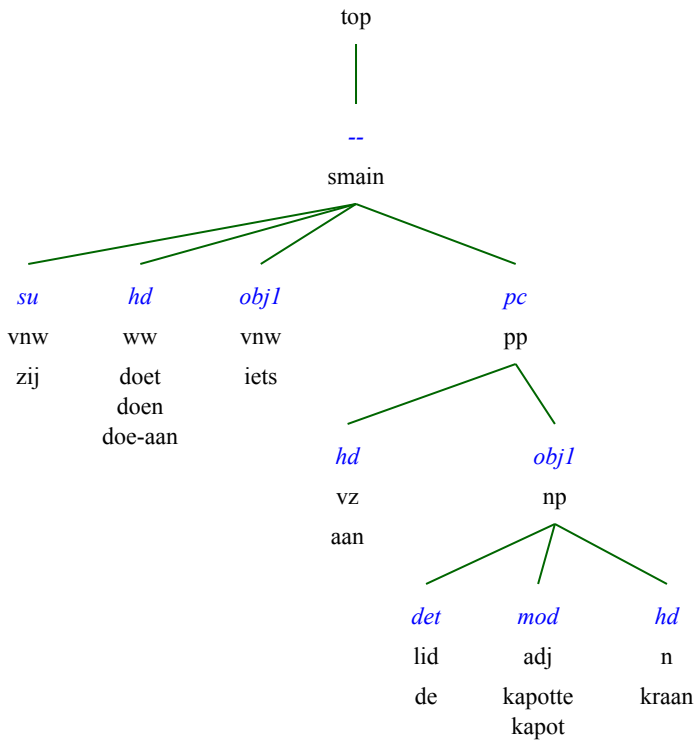 top
--
smain
su hd obj1 pc
vnw ww vnw pp
zij doet iets
doen
doe-aan
hd obj1
vz np
aan
det mod hd
lid adj n
de kapotte kraan
kapot